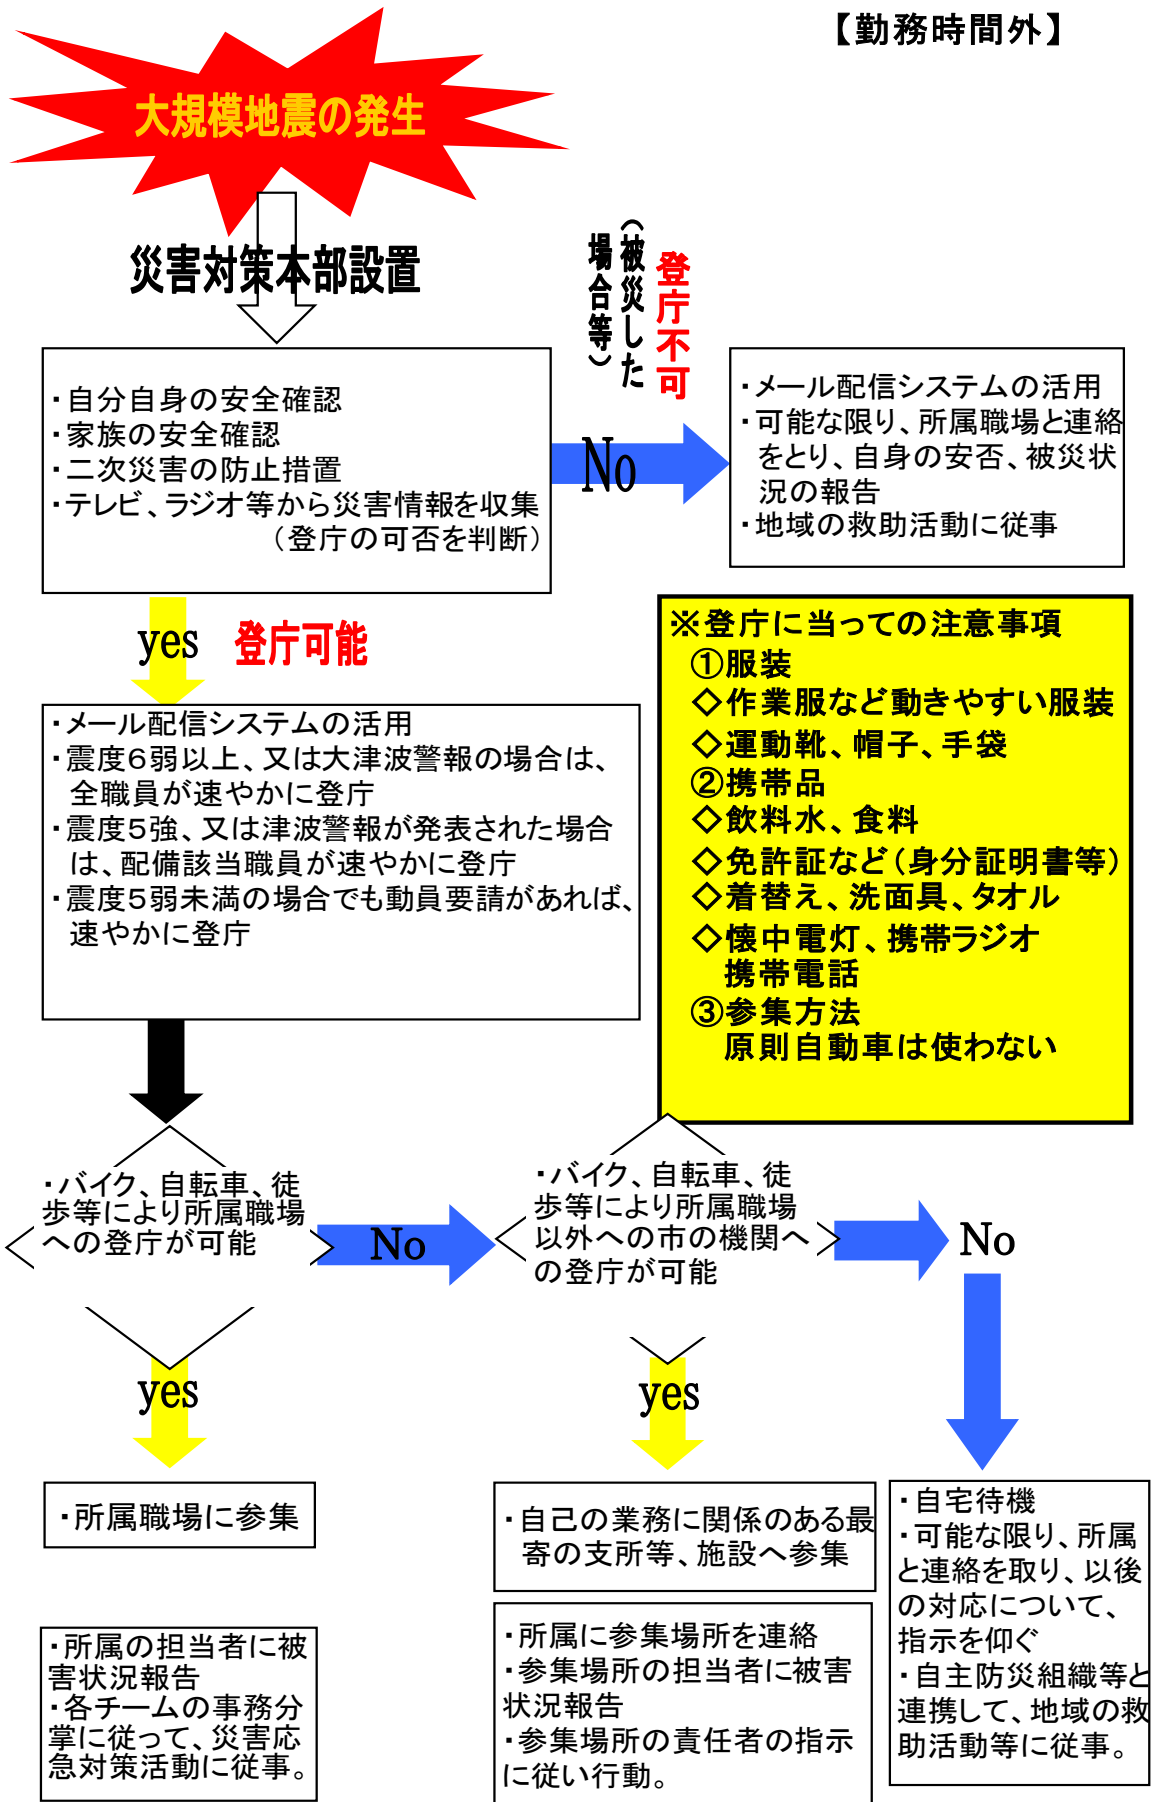 【勤務時間外】
大規模地震の発生
災害対策本部設置
登庁不可
（被災した
場合等）
・自分自身の安全確認
・家族の安全確認
・二次災害の防止措置
・テレビ、ラジオ等から災害情報を収集
（登庁の可否を判断）
No
・メール配信システムの活用
・可能な限り、所属職場と連絡
をとり、自身の安否、被災状
況の報告
・地域の救助活動に従事
yes
登庁可能
・メール配信システムの活用
・震度６弱以上、又は大津波警報の場合は、
全職員が速やかに登庁
・震度５強、又は津波警報が発表された場合
は、配備該当職員が速やかに登庁
・震度５弱未満の場合でも動員要請があれば、
速やかに登庁
※登庁に当っての注意事項
①服装
◇作業服など動きやすい服装
◇運動靴、帽子、手袋
②携帯品
◇飲料水、食料
◇免許証など（身分証明書等）
◇着替え、洗面具、タオル
◇懐中電灯、携帯ラジオ
携帯電話
③参集方法
原則自動車は使わない
・バイク、自転車、徒
歩等により所属職場
への登庁が可能
No
・バイク、自転車、徒
歩等により所属職場
以外への市の機関へ
の登庁が可能
No
yes
yes
・所属職場に参集
・自己の業務に関係のある最
寄の支所等、施設へ参集
・自宅待機
・可能な限り、所属
と連絡を取り、以後
の対応について、
指示を仰ぐ
・自主防災組織等と
連携して、地域の救
助活動等に従事。
・所属の担当者に被
害状況報告
・各チームの事務分
掌に従って、災害応
急対策活動に従事。
・所属に参集場所を連絡
・参集場所の担当者に被害
状況報告
・参集場所の責任者の指示
に従い行動。